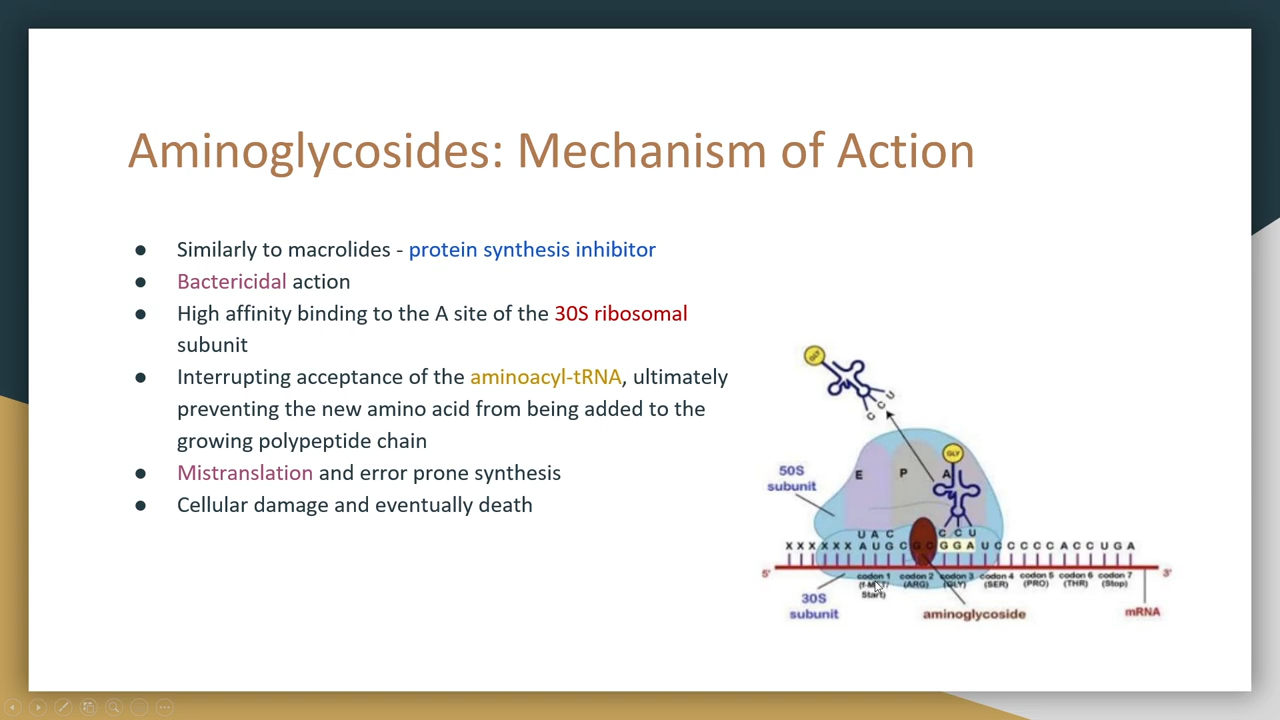 Aminoglycosides: Mechanism of Action
● Similarly to macrolides - protein synthesis inhibitor
● Bactericidal action
● High affinity binding to the A site of the 30S ribosomal
subunit
● Interrupting acceptance of the aminoacyl-tRNA, ultimately
preventing the new amino acid from being added to the
growing polypeptide chain
● Mistranslation and error prone synthesis
● Cellular damage and eventually death
GLY
C C U
GLY
50S
subunit
E P A
U A C C C U
X X X X X X A U G C G C G G A U C C C C C A C C U G A
5' 3'
codon 1 codon 2 codon 3 codon 4 codon 5 codon 6 codon 7
(ARG) (GLY) (SER) (PRO) (THR) (Stop)
Start)
30S
subunit
aminoglycoside
mRNA